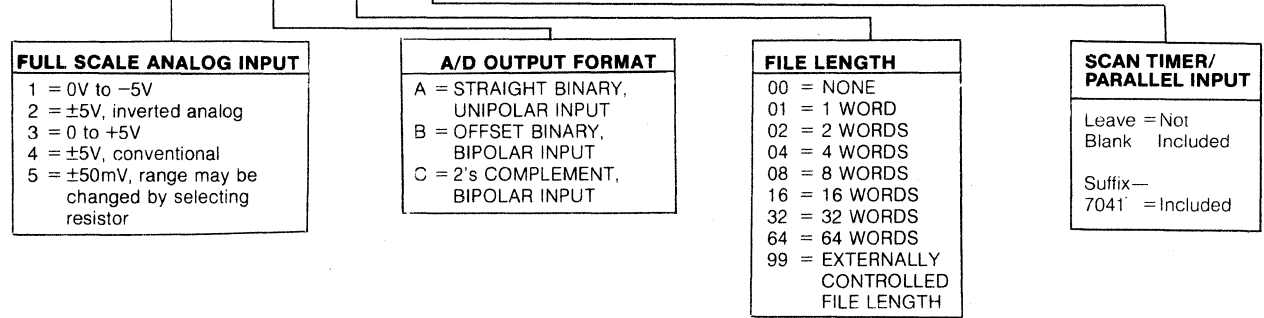 FULL SCALE ANALOG INPUT
1 = 0V to −5V
2 = ±5V, inverted analog
3 = 0 to +5V
4 = ±5V, conventional
5 = ±50mV, range may be
changed by selecting
resistor
A/D OUTPUT FORMAT
A = STRAIGHT BINARY,
UNIPOLAR INPUT
B = OFFSET BINARY,
BIPOLAR INPUT
C = 2's COMPLEMENT,
BIPOLAR INPUT
FILE LENGTH
00 = NONE
01 = 1 WORD
02 = 2 WORDS
04 = 4 WORDS
08 = 8 WORDS
16 = 16 WORDS
32 = 32 WORDS
64 = 64 WORDS
99 = EXTERNALLY
CONTROLLED
FILE LENGTH
SCAN TIMER/
PARALLEL INPUT
Leave = Not
Blank Included
Suffix—
7041 = Included